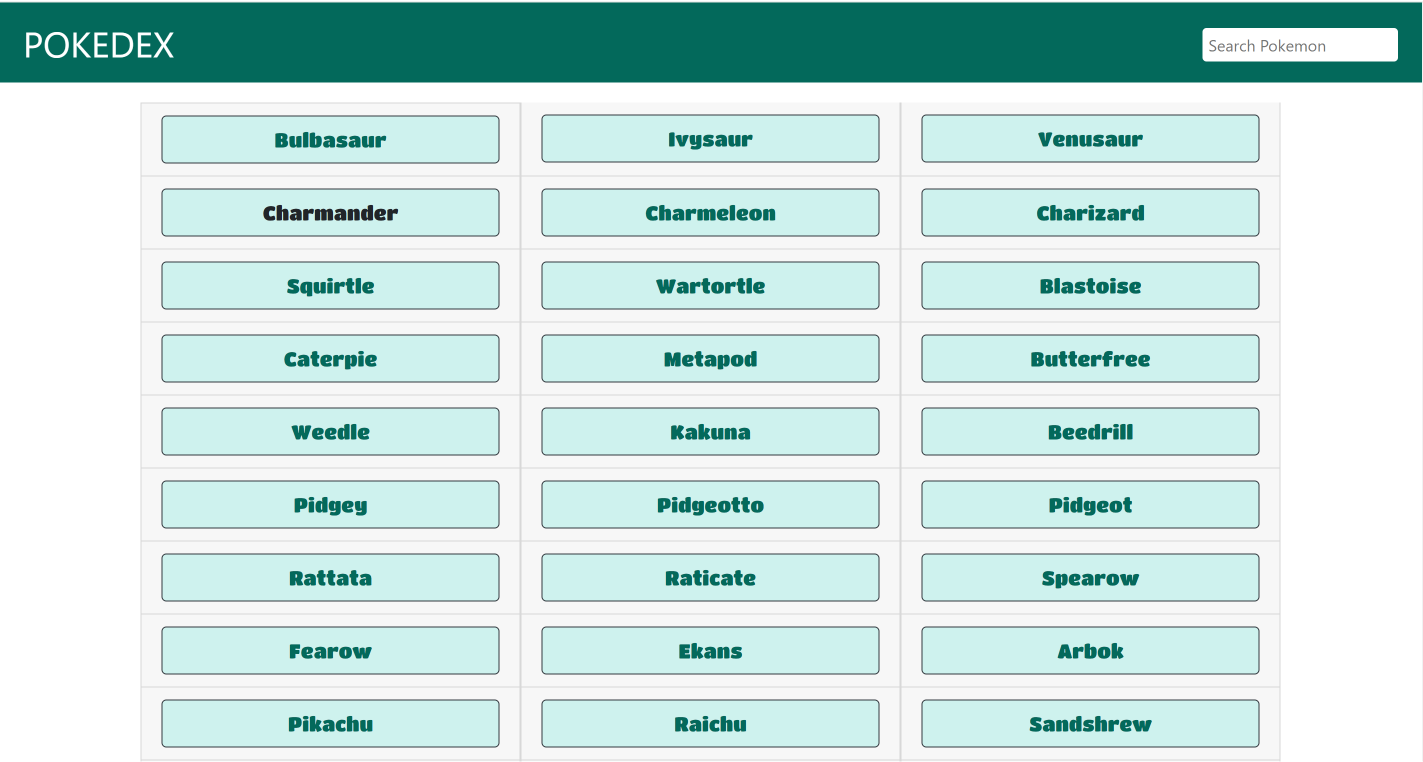 POKEDEX
Search Pokemon
Bulbasaur Ivysaur Venusaur
Charmander Charmeleon Charizard
Squirtle Wartortle Blastoise
Caterpie Metapod Butterfree
Weedle Kakuna Beedrill
Pidgey Pidgeotto Pidgeot
Rattata Raticate Spearow
Fearow Ekans Arbok
Pikachu Raichu Sandshrew